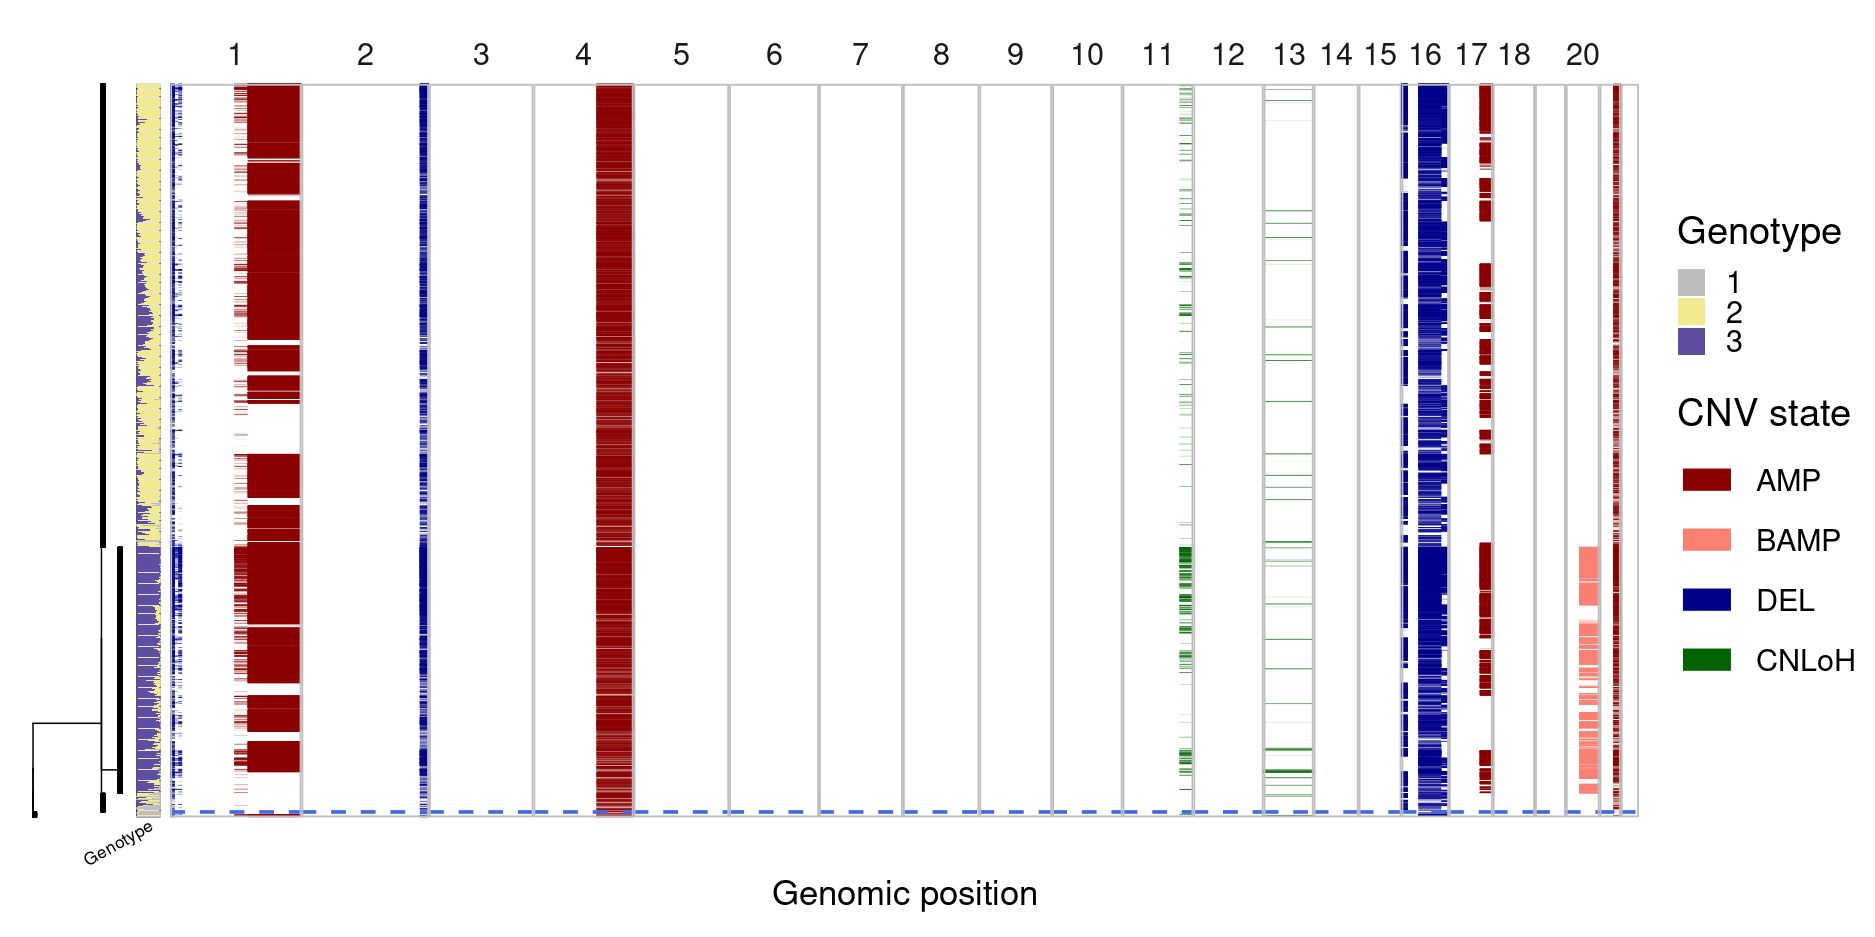 1 2 3 4 5 6 7 8 9 10 11 12 13 14 15 16 17 18 20
Genotype
1
2
3
CNV state
AMP
BAMP
DEL
CNLoH
Genotype
Genomic position